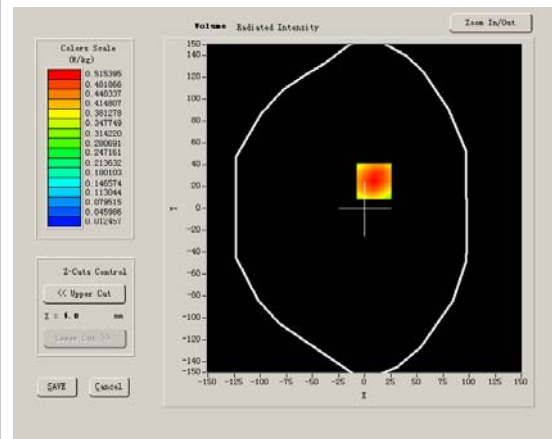 Volume Radiated Intensity
Zoom In/Out
Colors Scale
(W/kg)
0.515395
0.481866
0.448337
0.414807
0.381278
0.347749
0.314220
0.280691
0.247161
0.213632
0.180103
0.146574
0.113044
0.079515
0.045986
0.012457
Z-Cuts Control
<< Upper Cut
Z = 4.0 mm
Lower Cut >>
SAVE Cancel
150
140
120
100
80
60
40
20
0
-20
-40
-60
-80
-100
-120
-140
-150
Y
-150 -125 -100 -75 -50 -25 0 25 50 75 100 125 150
X